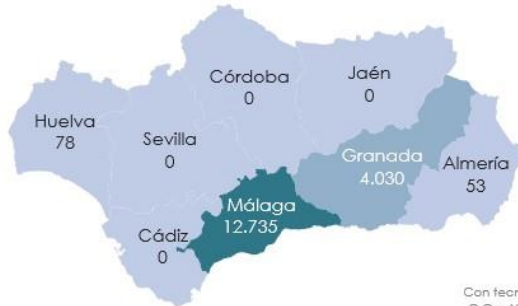 Córdoba
0
Jaén
0
Huelva
78
Sevilla
0
Granada
4.030
Almería
53
Málaga
12.735
Cádiz
0
Con tecn